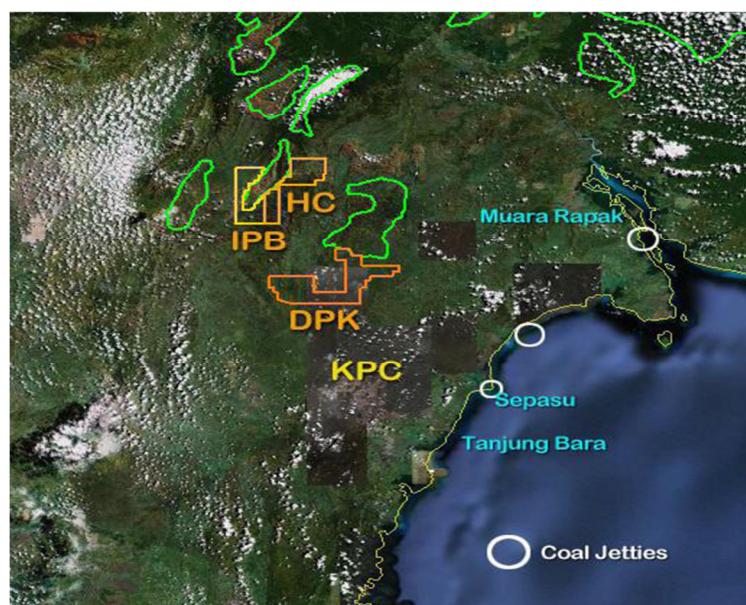 Muara Rapak
HC
IPB
DPK
KPC
Sepasu
Tanjung Bara
Coal Jetties